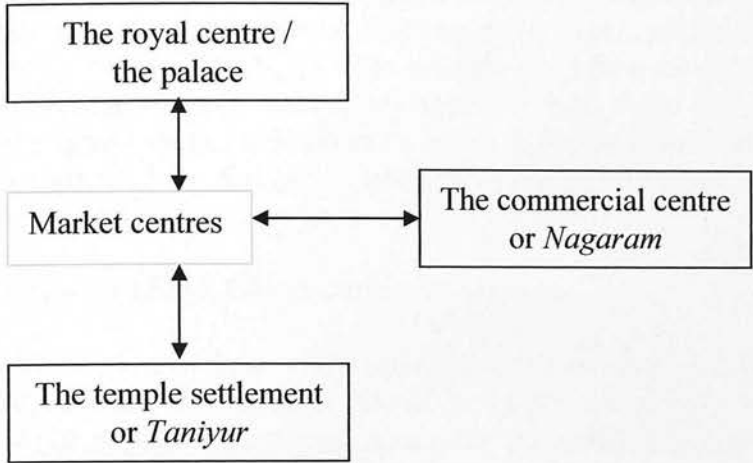 The royal centre /
the palace
Market centres
The commercial centre
or Nagaram
The temple settlement
or Taniyur